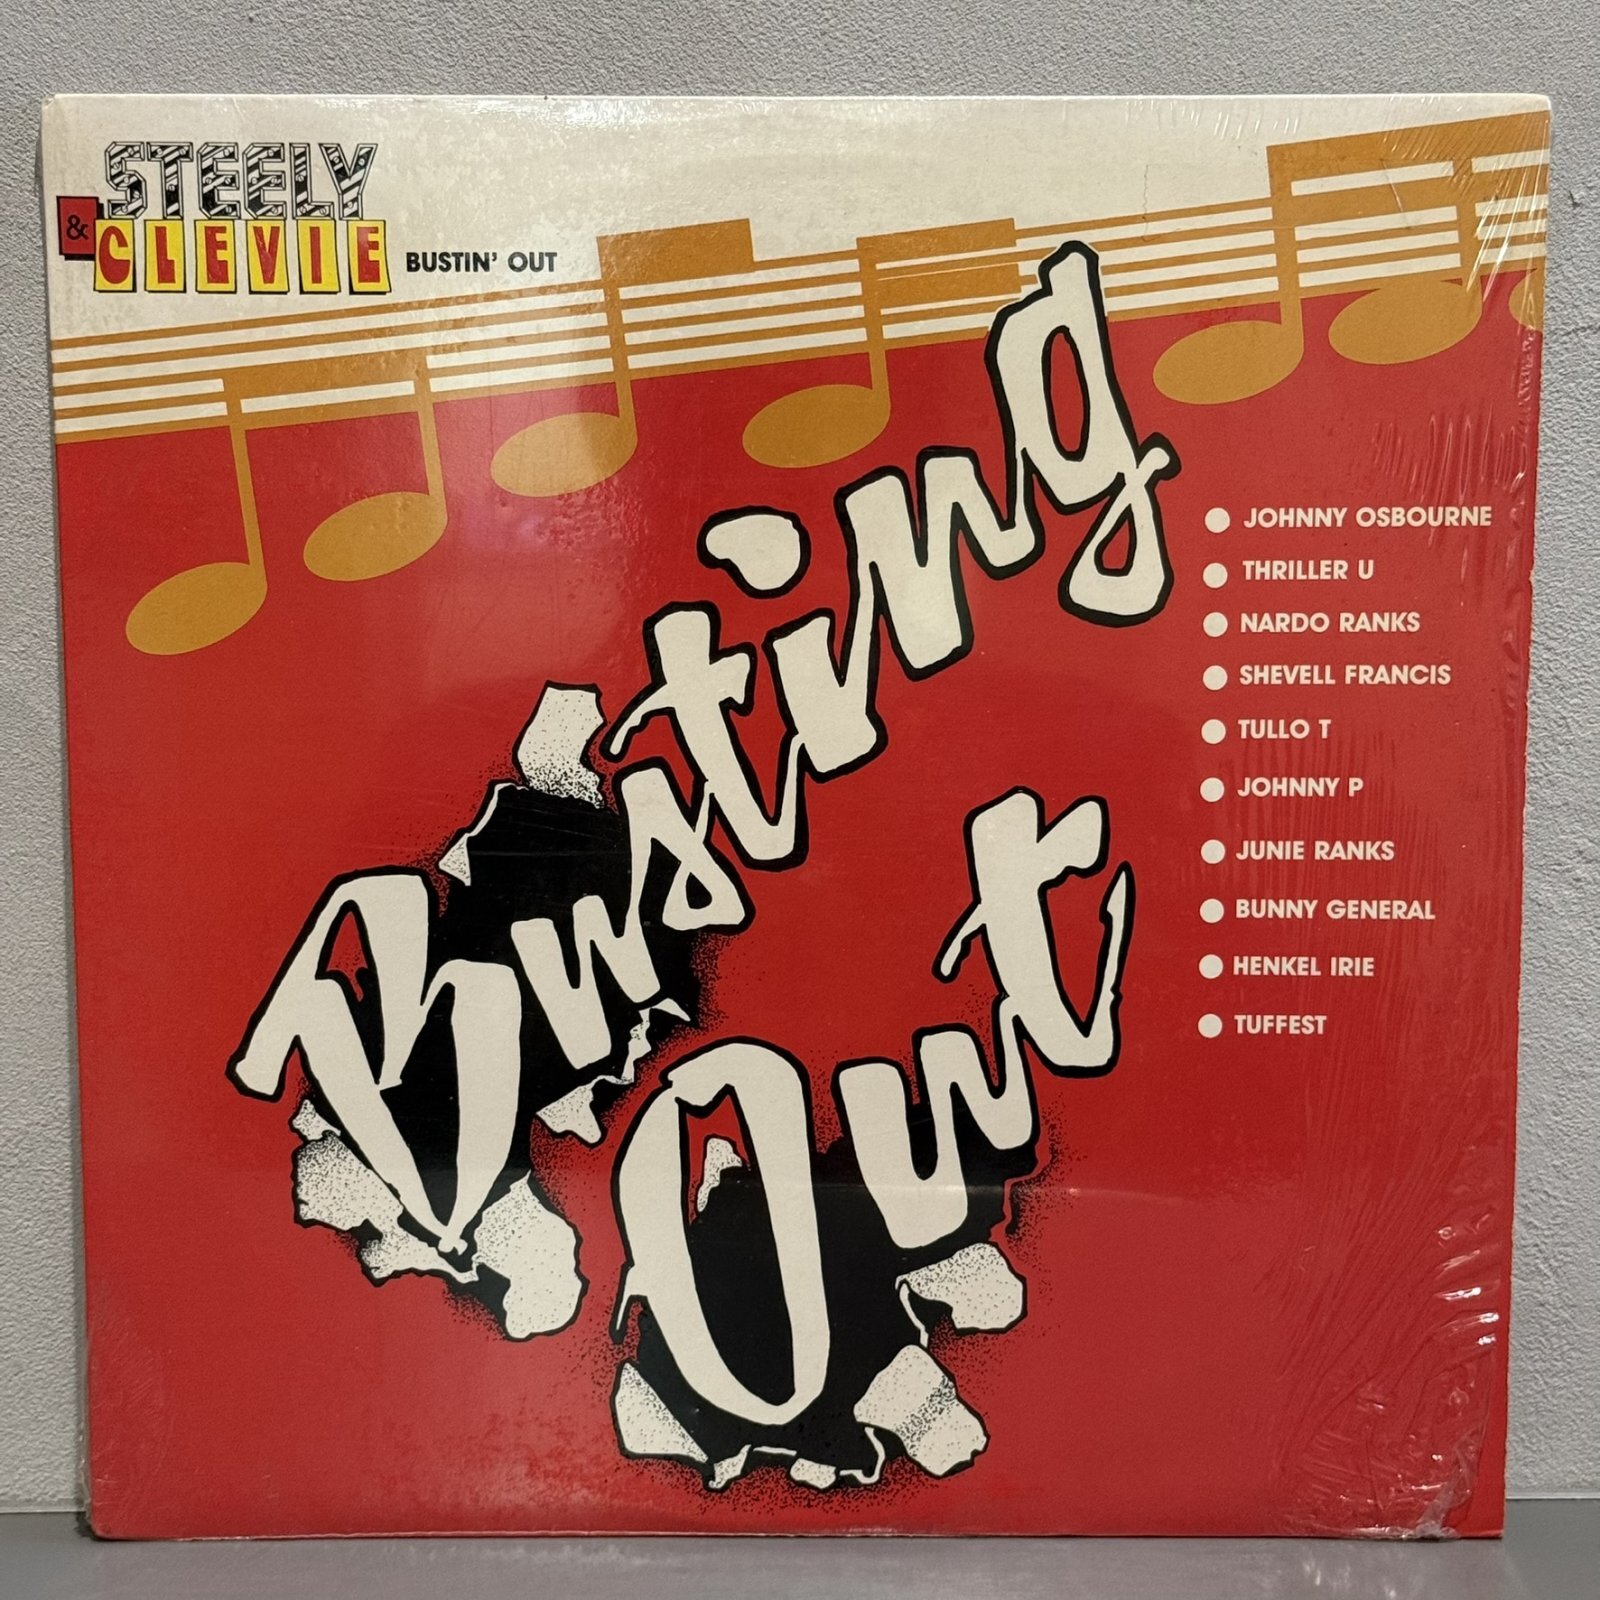 STEELY
& CLEVIE
BUSTIN' OUT
Busting
Out
JOHNNY OSBOURNE
THRILLER U
NARDO RANKS
SHEVELL FRANCIS
TULLO T
JOHNNY P
JUNIE RANKS
BUNNY GENERAL
HENKEL IRIE
TUFFEST